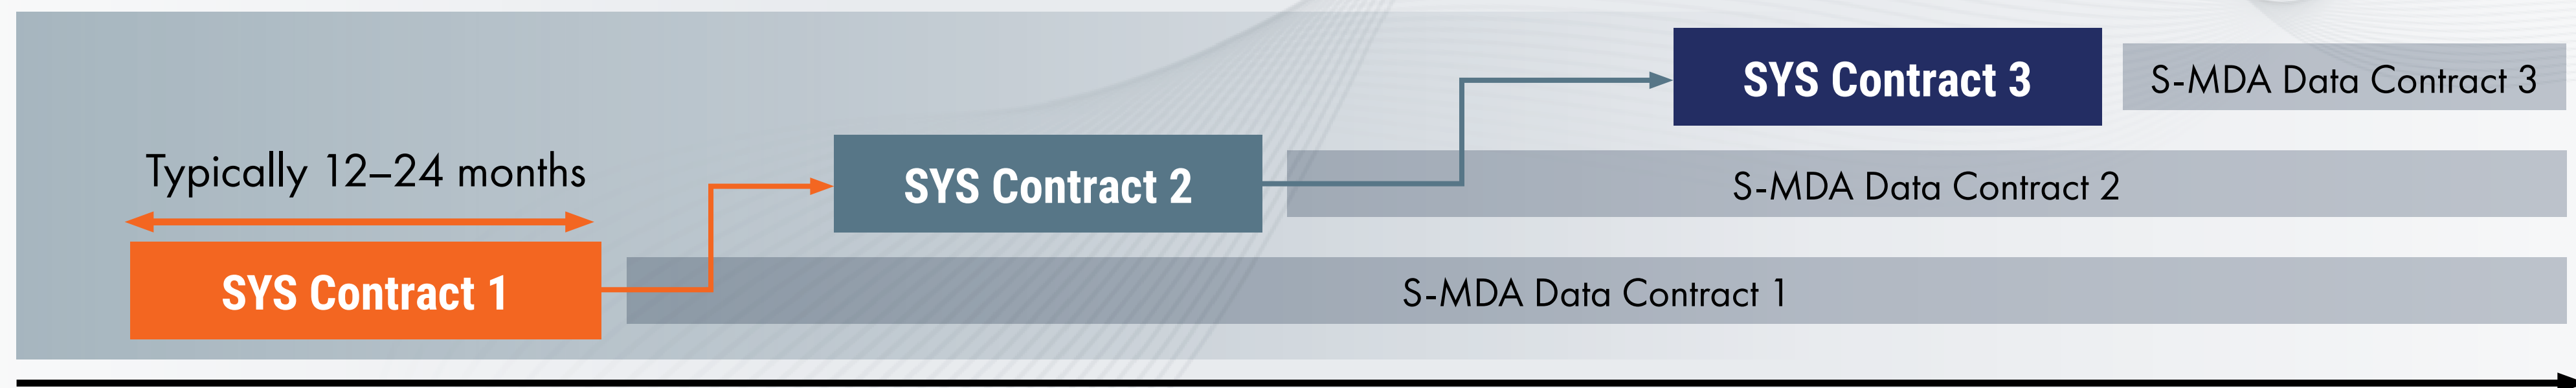 SYS Contract 3
S-MDA Data Contract 3
Typically 12–24 months
SYS Contract 2
S-MDA Data Contract 2
SYS Contract 1
S-MDA Data Contract 1